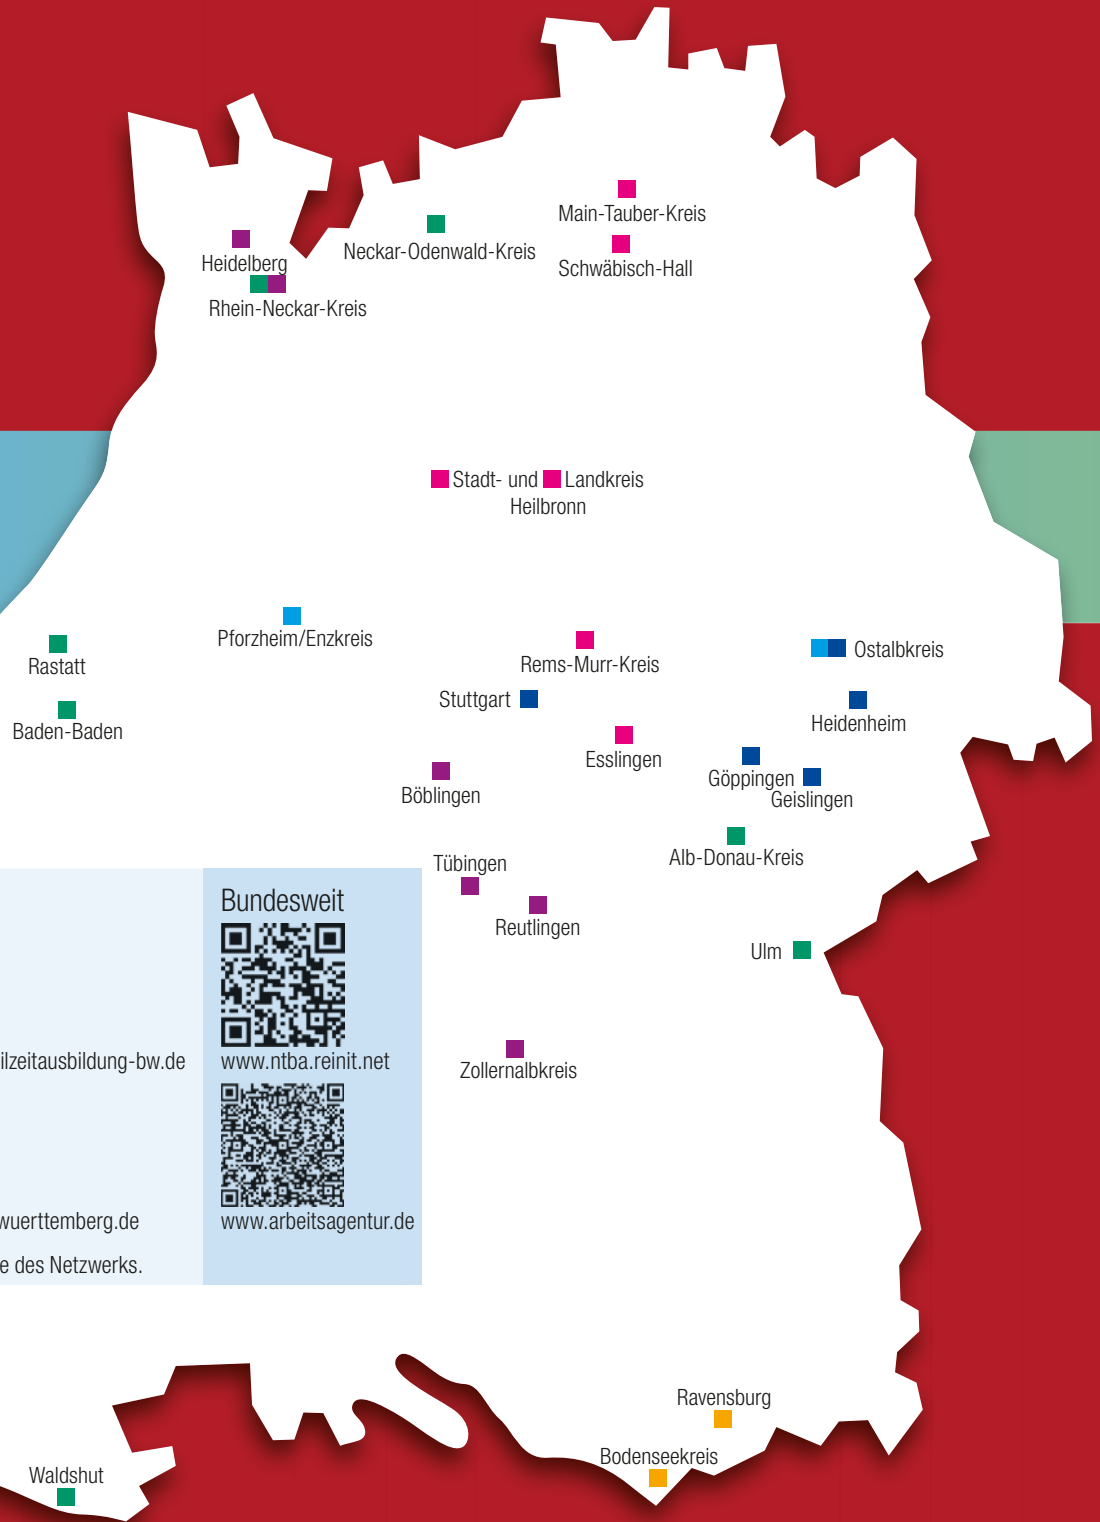 Main-Tauber-Kreis
Heidelberg
Neckar-Odenwald-Kreis
Schwäbisch-Hall
Rhein-Neckar-Kreis
Stadt- und Landkreis
Heilbronn
Pforzheim/Enzkreis
Rastatt
Rems-Murr-Kreis
Ostalbkreis
Stuttgart
Baden-Baden
Heidenheim
Esslingen
Göppingen
Böblingen
Geislingen
Alb-Donau-Kreis
Tübingen
Reutlingen
Ulm
Zollernalbkreis
ilzeitausbildung-bw.de
wuerttemberg.de
e des Netzwerks.
Bundesweit
www.ntba.reinit.net
www.arbeitsagentur.de
Ravensburg
Bodenseekreis
Waldshut